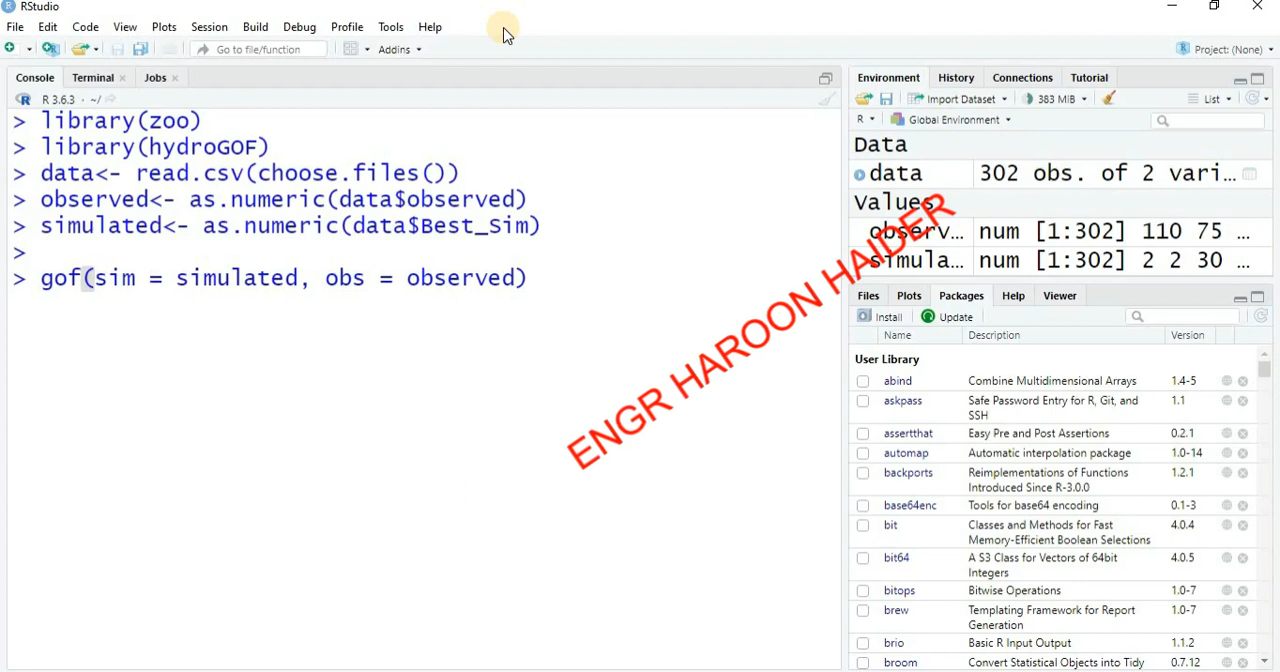 RStudio
File Edit Code View Plots Session Build Debug Profile Tools Help
Go to file/function Addins Project: (None)
Console Terminal Jobs
R 3.6.3 · ~/
> library(zoo)
> library(hydroGOF)
> data<- read.csv(choose.files())
> observed<- as.numeric(data$observed)
> simulated<- as.numeric(data$Best_Sim)
>
> gof(sim = simulated, obs = observed)
Environment History Connections Tutorial
Import Dataset 383 MiB List
R Global Environment
Data
data 302 obs. of 2 vari…
Values
observ… num [1:302] 110 75 …
simula… num [1:302] 2 2 30 …
ENGR HAROON HAIDER
Files Plots Packages Help Viewer
Install Update
Name Description Version
User Library
abind Combine Multidimensional Arrays 1.4-5
askpass Safe Password Entry for R, Git, and 1.1
SSH
assertthat Easy Pre and Post Assertions 0.2.1
automap Automatic interpolation package 1.0-14
backports Reimplementations of Functions 1.2.1
Introduced Since R-3.0.0
base64enc Tools for base64 encoding 0.1-3
bit Classes and Methods for Fast 4.0.4
Memory-Efficient Boolean Selections
bit64 A S3 Class for Vectors of 64bit 4.0.5
Integers
bitops Bitwise Operations 1.0-7
brew Templating Framework for Report 1.0-7
Generation
brio Basic R Input Output 1.1.2
broom Convert Statistical Objects into Tidy 0.7.12